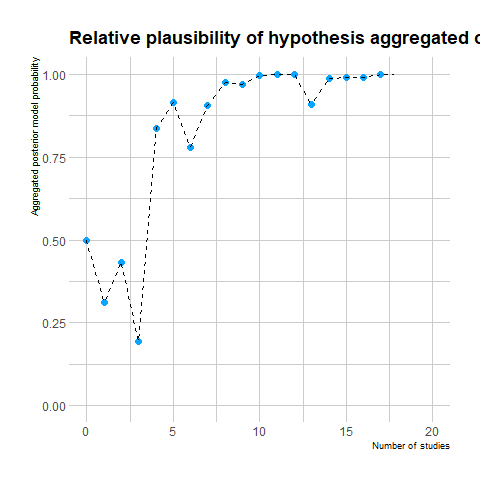 Relative plausibility of hypothesis aggregated o
Aggregated posterior model probability
1.00
0.75
0.50
0.25
0.00
0 5 10 15 20
Number of studies